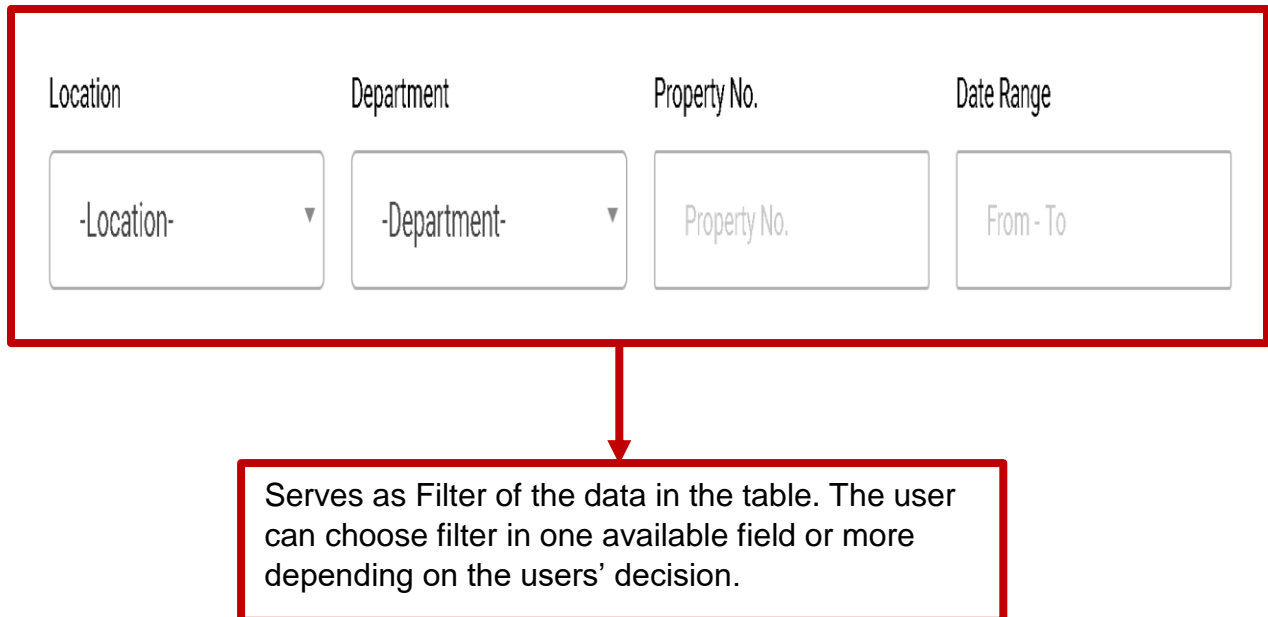 Location Department Property No. Date Range
-Location- -Department- Property No. From - To
Serves as Filter of the data in the table. The user
can choose filter in one available field or more
depending on the users’ decision.